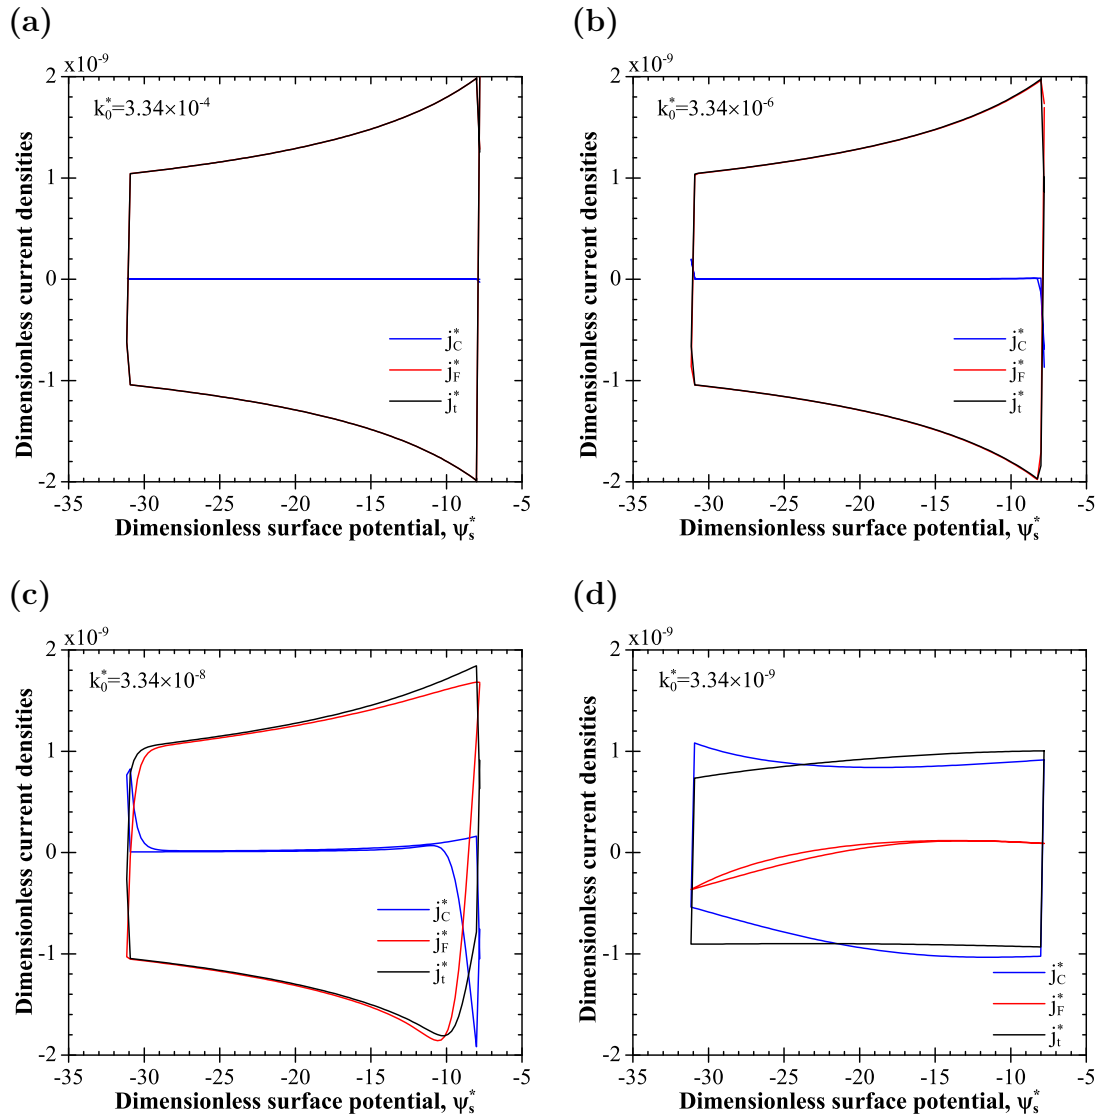 (a)
x10⁻⁹
k₀*=3.34×10⁻⁴
Dimensionless current densities
2
1
0
-1
-2
j_C*
j_F*
j_t*
-35 -30 -25 -20 -15 -10 -5
Dimensionless surface potential, ψ_s*
(b)
x10⁻⁹
k₀*=3.34×10⁻⁶
Dimensionless current densities
2
1
0
-1
-2
j_C*
j_F*
j_t*
-35 -30 -25 -20 -15 -10 -5
Dimensionless surface potential, ψ_s*
(c)
x10⁻⁹
k₀*=3.34×10⁻⁸
Dimensionless current densities
2
1
0
-1
-2
j_C*
j_F*
j_t*
-35 -30 -25 -20 -15 -10 -5
Dimensionless surface potential, ψ_s*
(d)
x10⁻⁹
k₀*=3.34×10⁻⁹
Dimensionless current densities
2
1
0
-1
-2
j_C*
j_F*
j_t*
-35 -30 -25 -20 -15 -10 -5
Dimensionless surface potential, ψ_s*